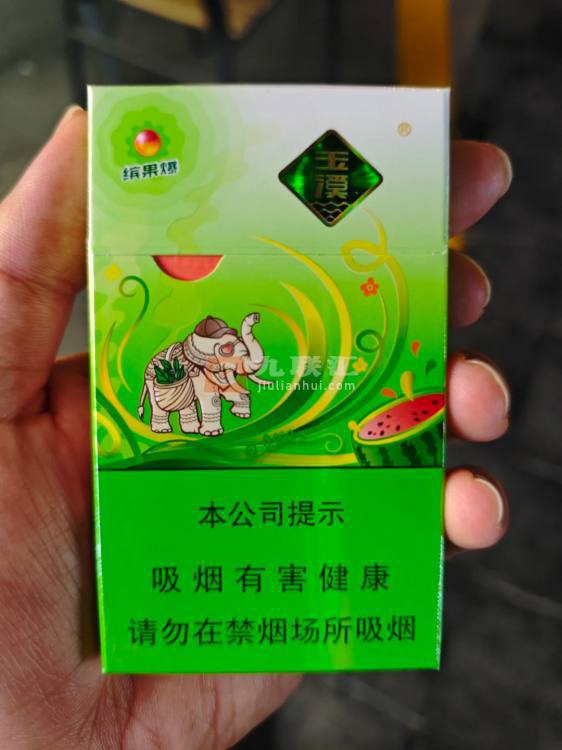 缤果爆
玉溪
®
九联汇
jiulianhui.com
本公司提示
吸烟有害健康
请勿在禁烟场所吸烟